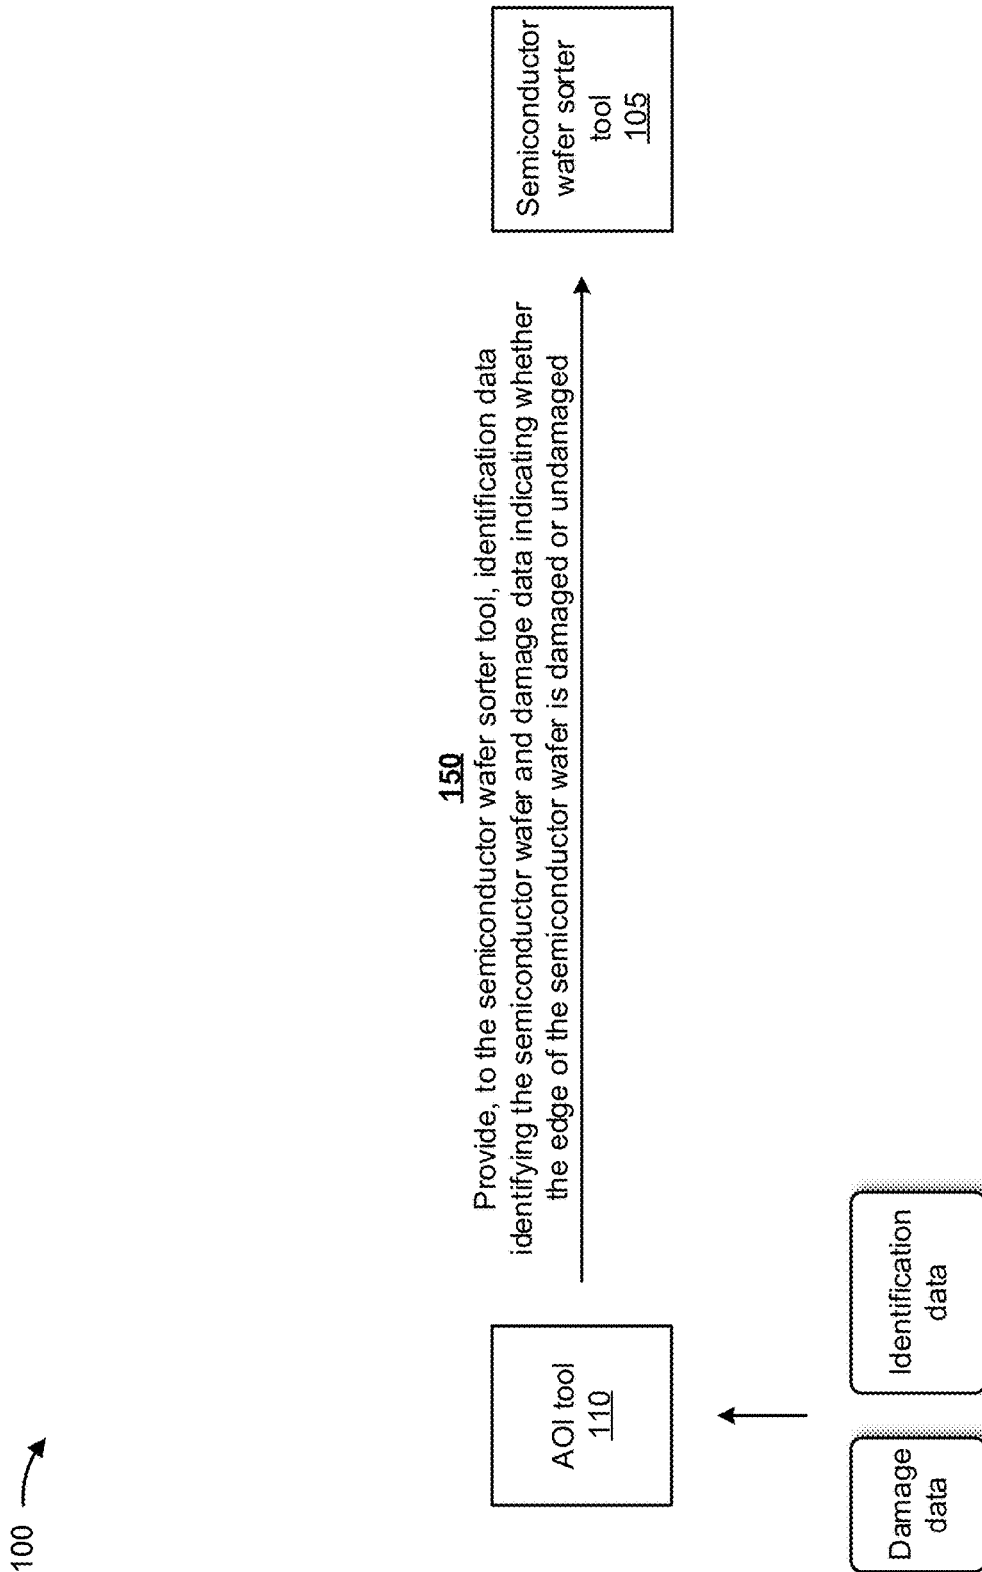 100
150
Provide, to the semiconductor wafer sorter tool, identification data
identifying the semiconductor wafer and damage data indicating whether
the edge of the semiconductor wafer is damaged or undamaged
AOI tool
110
Semiconductor
wafer sorter
tool
105
Damage
data
Identification
data